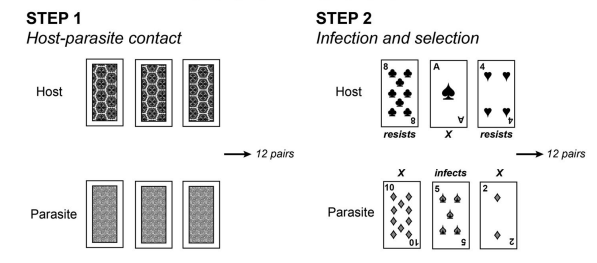 STEP 1
Host-parasite contact
Host
12 pairs
Parasite
STEP 2
Infection and selection
Host
8
8
A
A
4
4
resists
X
resists
12 pairs
X
infects
X
Parasite
10
10
5
5
2
2